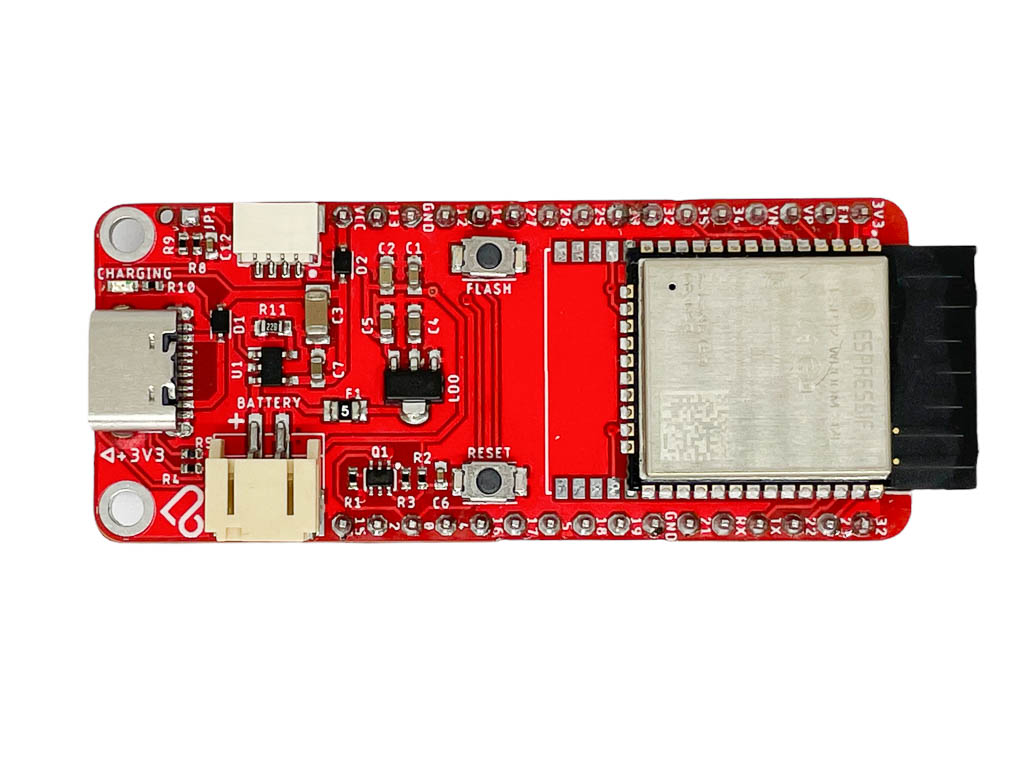 VCC 13 GND 12 14 27 26 25 33 32 35 34 VN VP EN 3V3
JP1
R9
R8
C12
CHARGING
R10
D2
C2 C1
FLASH
R11
220
D1
C3
C5
C4
U1
C7
LDO
BATTERY
+
F1
5
+3V3
R5
R4
Q1
R2
RESET
R1
R3
C6
15 2 0 4 16 17 5 18 19 GND 21 RX TX 22
ESPRESSIF